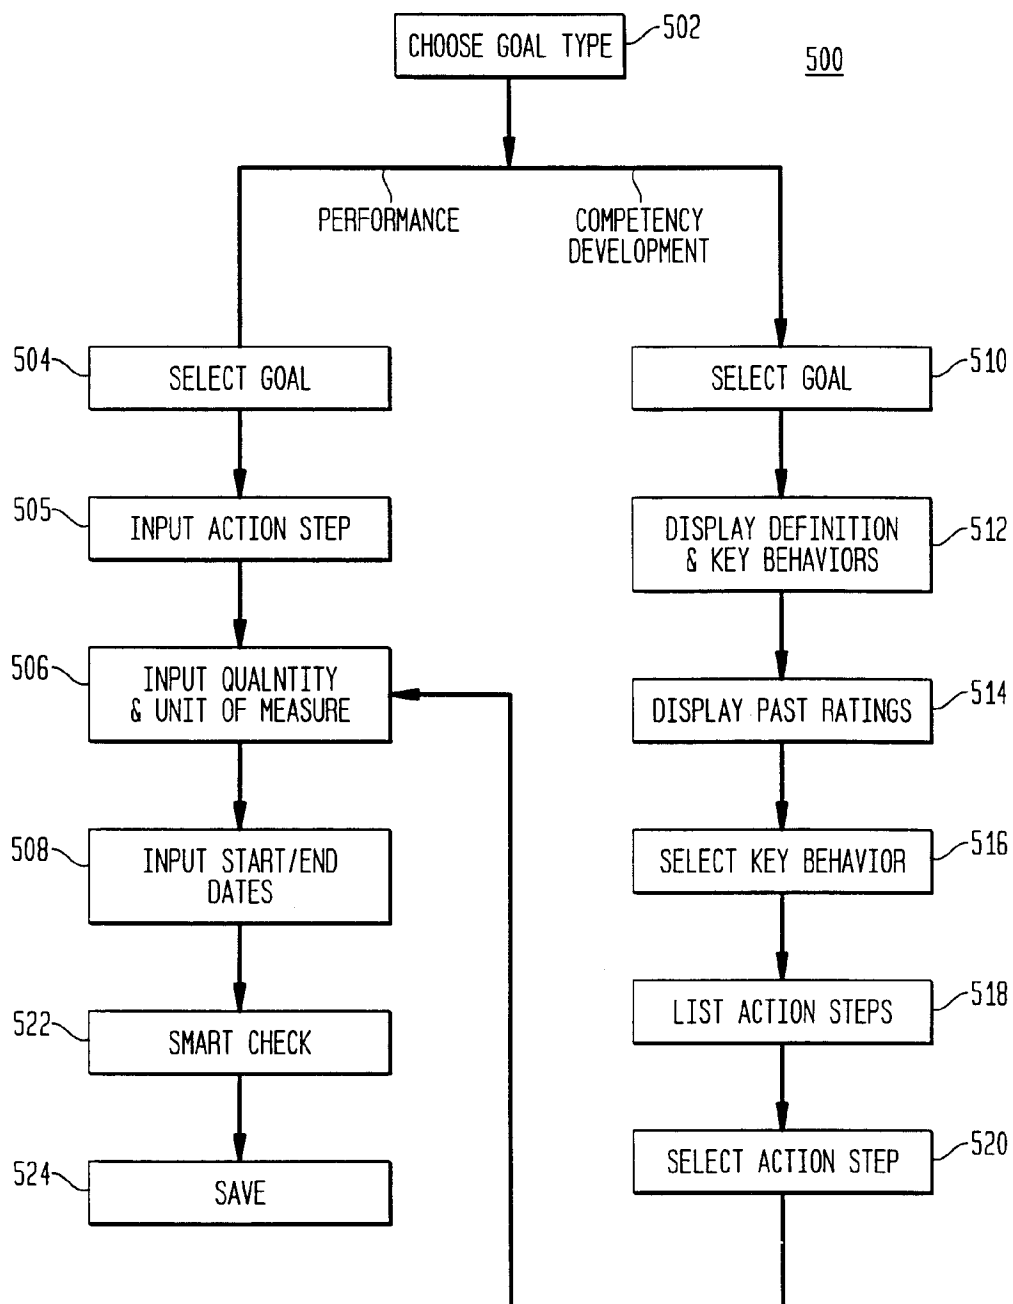 CHOOSE GOAL TYPE
502
500
PERFORMANCE
COMPETENCY
DEVELOPMENT
504
SELECT GOAL
505
INPUT ACTION STEP
506
INPUT QUALNTITY
& UNIT OF MEASURE
508
INPUT START/END
DATES
522
SMART CHECK
524
SAVE
SELECT GOAL
510
DISPLAY DEFINITION
& KEY BEHAVIORS
512
DISPLAY PAST RATINGS
514
SELECT KEY BEHAVIOR
516
LIST ACTION STEPS
518
SELECT ACTION STEP
520